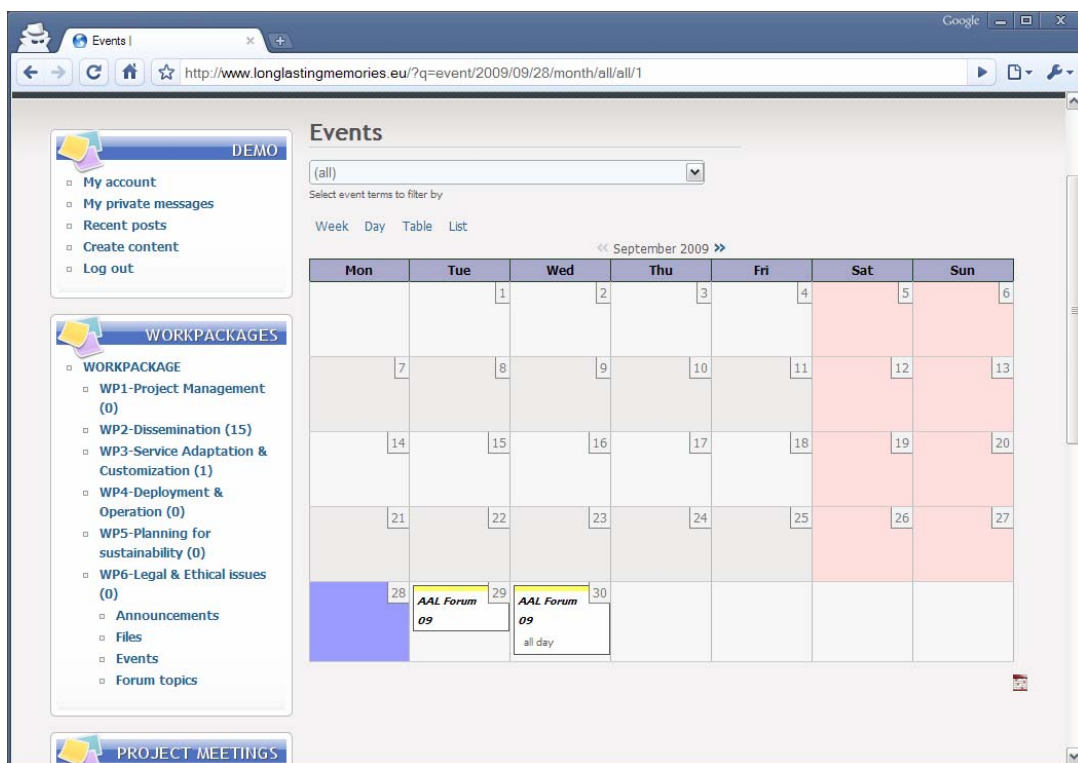 Google
Events |
http://www.longlastingmemories.eu/?q=event/2009/09/28/month/all/all/1
DEMO
My account
My private messages
Recent posts
Create content
Log out
WORKPACKAGES
WORKPACKAGE
WP1-Project Management
(0)
WP2-Dissemination (15)
WP3-Service Adaptation &
Customization (1)
WP4-Deployment &
Operation (0)
WP5-Planning for
sustainability (0)
WP6-Legal & Ethical issues
(0)
Announcements
Files
Events
Forum topics
PROJECT MEETINGS
Events
(all)
Select event terms to filter by
Week Day Table List
« September 2009 »
Mon Tue Wed Thu Fri Sat Sun
1 2 3 4 5 6
7 8 9 10 11 12 13
14 15 16 17 18 19 20
21 22 23 24 25 26 27
28 29 30
AAL Forum
09
AAL Forum
09
all day